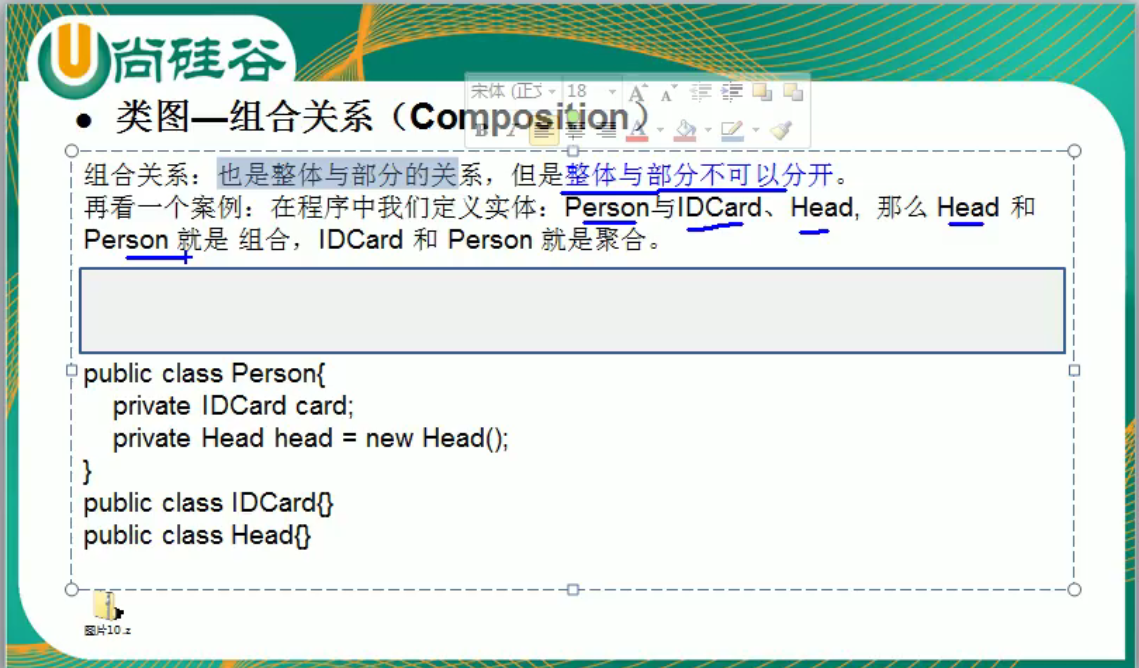 尚硅谷
宋体 (正文 18
• 类图—组合关系（Composition）
组合关系：也是整体与部分的关系，但是整体与部分不可以分开。
再看一个案例：在程序中我们定义实体：Person与IDCard、Head, 那么 Head 和
Person 就是 组合，IDCard 和 Person 就是聚合。
public class Person{
private IDCard card;
private Head head = new Head();
}
public class IDCard{}
public class Head{}
图片10.z